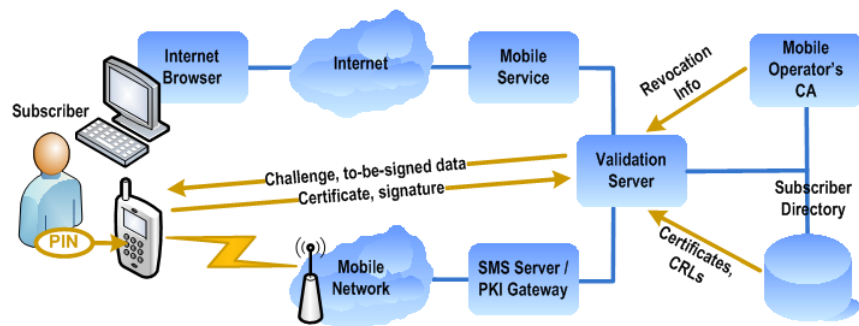 Internet
Browser
Internet
Mobile
Service
Mobile
Operator's
CA
Revocation
Info
Subscriber
Validation
Server
Challenge, to-be-signed data
Certificate, signature
Subscriber
Directory
PIN
Certificates,
CRLs
Mobile
Network
SMS Server /
PKI Gateway